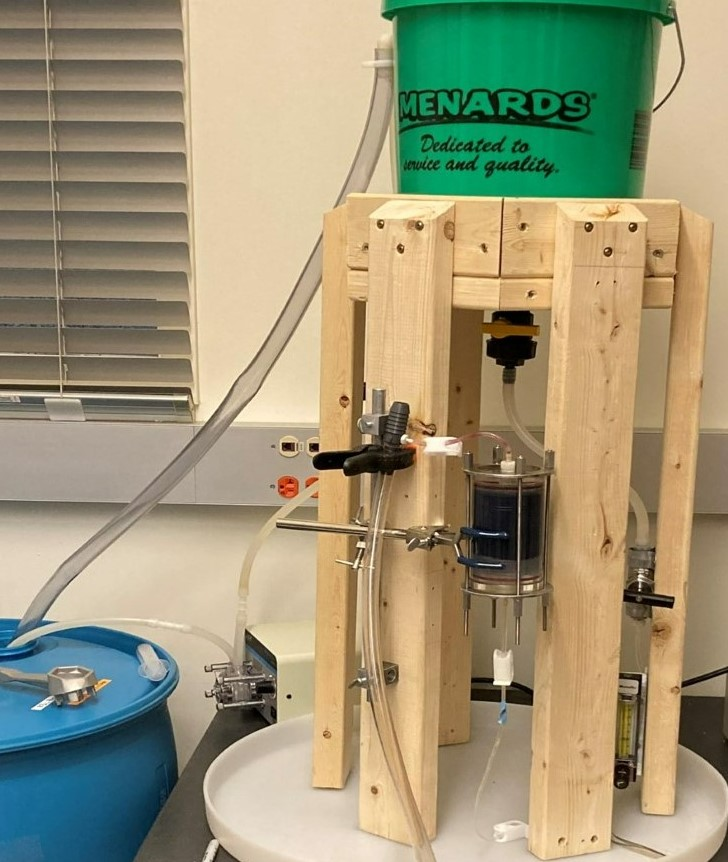 MENARDS®
Dedicated to
service and quality.